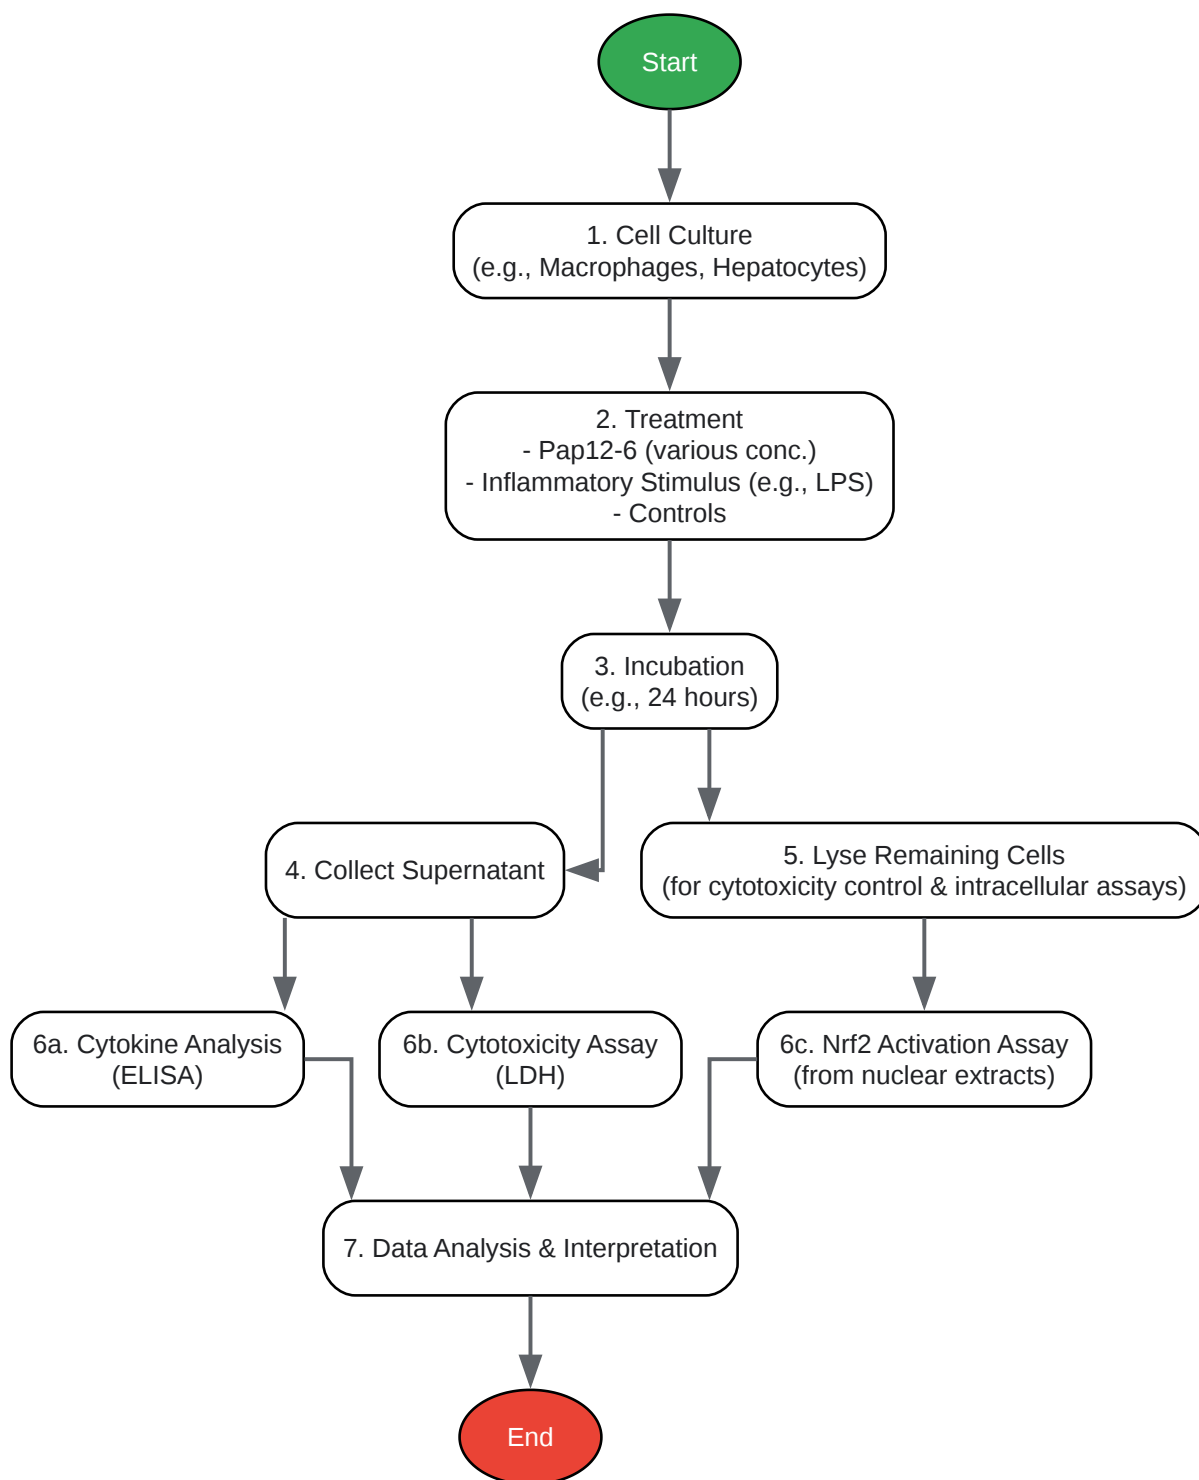 Start
1. Cell Culture
(e.g., Macrophages, Hepatocytes)
2. Treatment
- Pap12-6 (various conc.)
- Inflammatory Stimulus (e.g., LPS)
- Controls
3. Incubation
(e.g., 24 hours)
4. Collect Supernatant
5. Lyse Remaining Cells
(for cytotoxicity control & intracellular assays)
6a. Cytokine Analysis
(ELISA)
6b. Cytotoxicity Assay
(LDH)
6c. Nrf2 Activation Assay
(from nuclear extracts)
7. Data Analysis & Interpretation
End